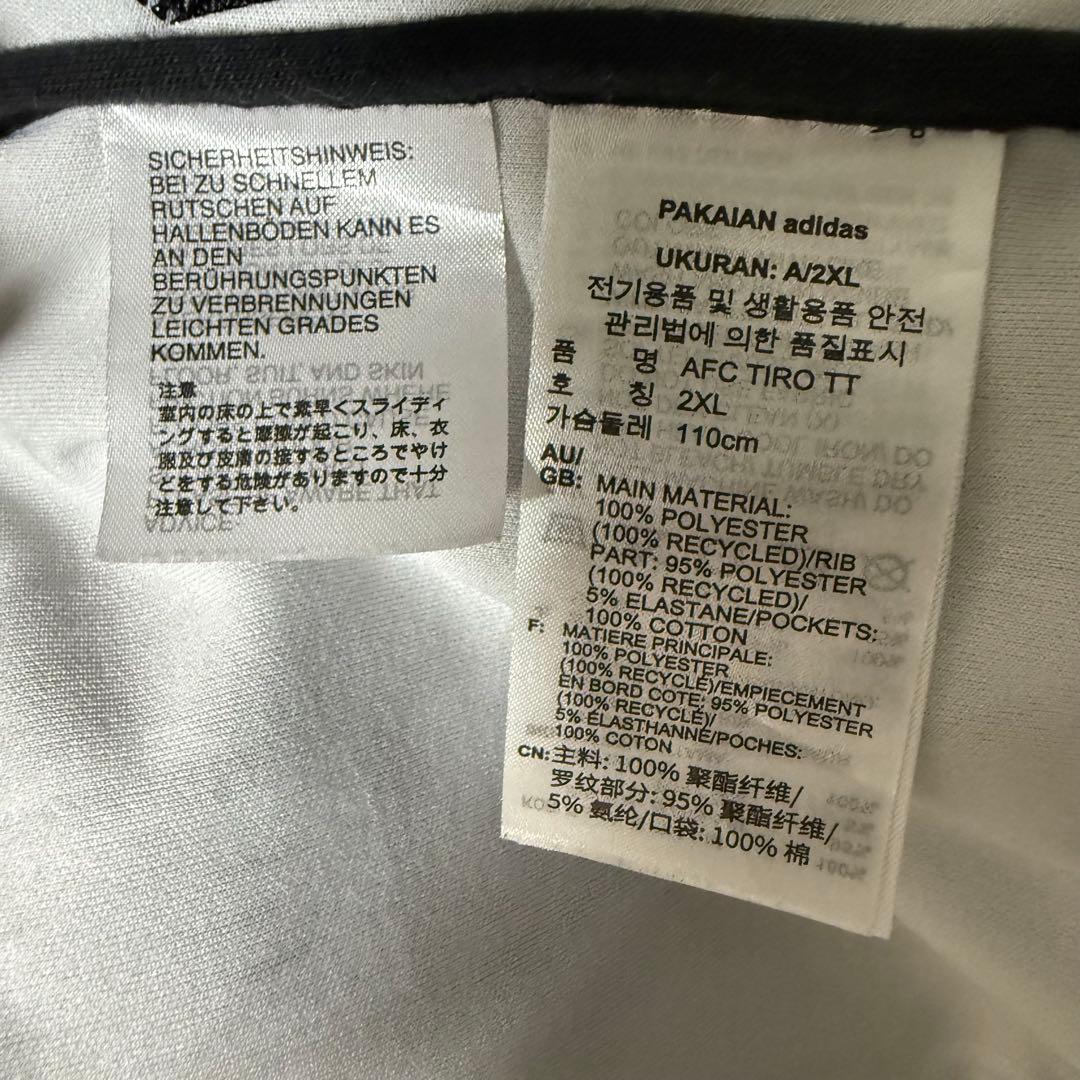 SICHERHEITSHINWEIS:
BEI ZU SCHNELLEM
RUTSCHEN AUF
HALLENBÖDEN KANN ES
AN DEN
BERÜHRUNGSPUNKTEN
ZU VERBRENNUNGEN
LEICHTEN GRADES
KOMMEN.
注意
室内の床の上で素早くスライディ
ングすると摩擦が起こり、床、衣
服及び皮膚の接するところでやけ
どをする危険がありますので十分
注意して下さい。
PAKAIAN adidas
UKURAN: A/2XL
전기용품 및 생활용품 안전
관리법에 의한 품질표시
품 명 AFC TIRO TT
호 칭 2XL
가슴둘레 110cm
AU/
GB: MAIN MATERIAL:
100% POLYESTER
(100% RECYCLED)/RIB
PART: 95% POLYESTER
(100% RECYCLED)/
5% ELASTANE/POCKETS:
100% COTTON
F: MATIERE PRINCIPALE:
100% POLYESTER
(100% RECYCLÉ)/EMPIECEMENT
EN BORD COTE: 95% POLYESTER
(100% RECYCLÉ)/
5% ÉLASTHANNE/POCHES:
100% COTON
CN: 主料: 100% 聚酯纤维/
罗纹部分: 95% 聚酯纤维/
5% 氨纶/口袋: 100% 棉